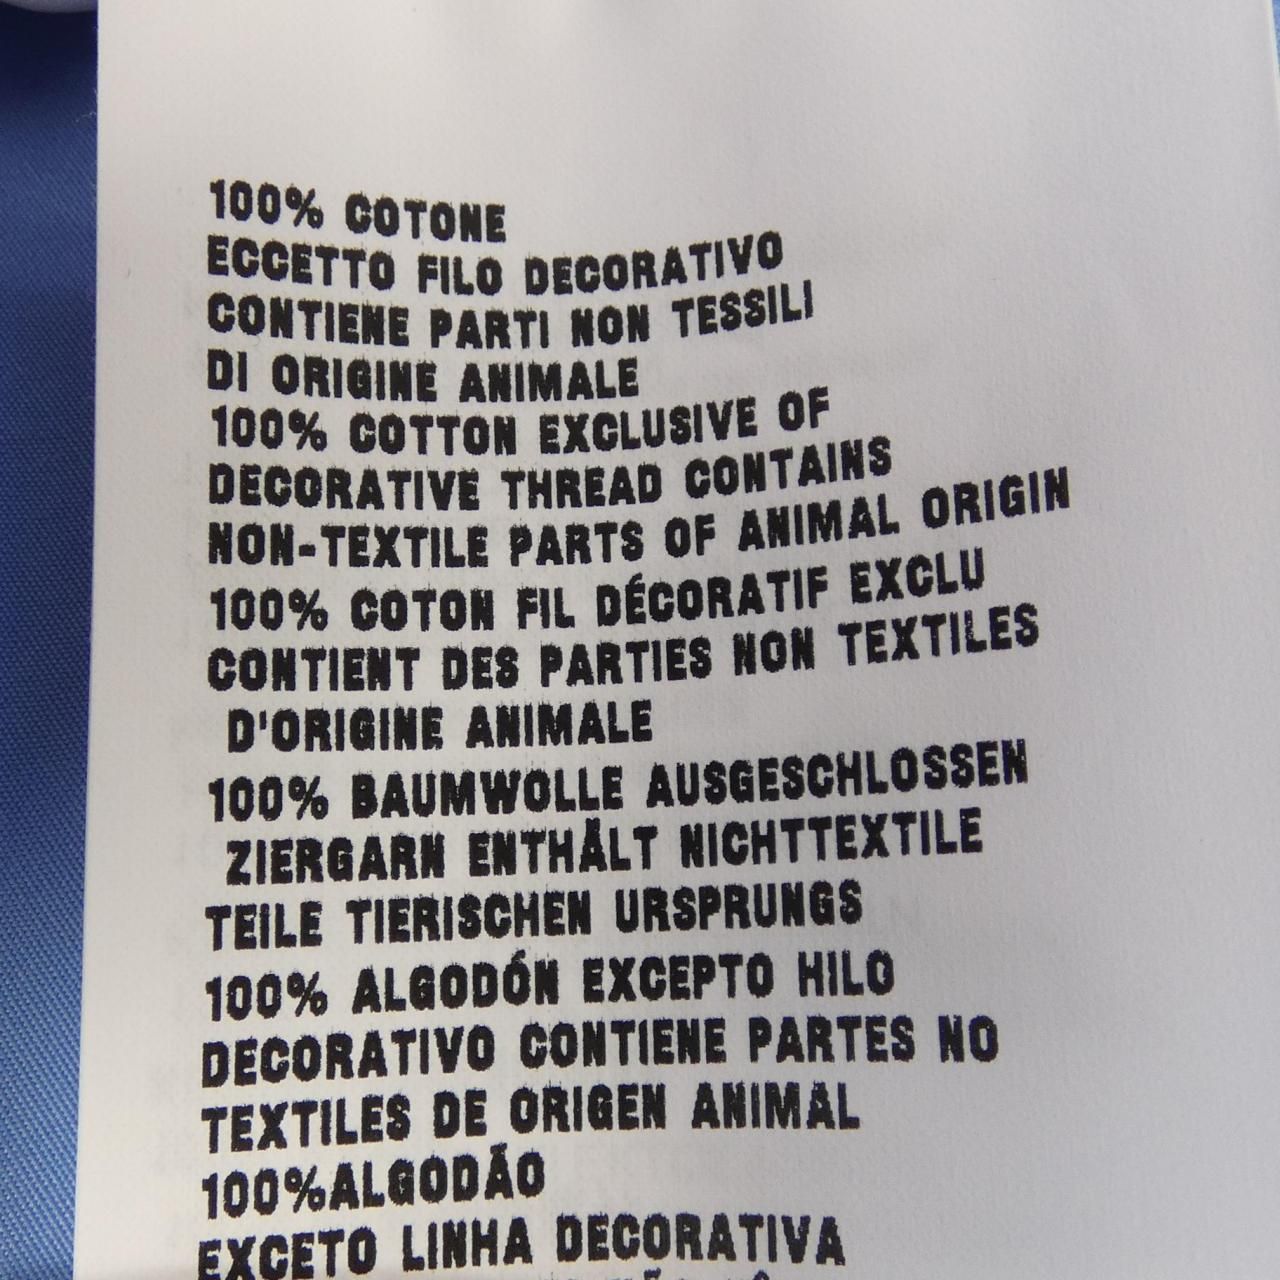 100% COTONE
ECCETTO FILO DECORATIVO
CONTIENE PARTI NON TESSILI
DI ORIGINE ANIMALE
100% COTTON EXCLUSIVE OF
DECORATIVE THREAD CONTAINS
NON-TEXTILE PARTS OF ANIMAL ORIGIN
100% COTON FIL DÉCORATIF EXCLU
CONTIENT DES PARTIES NON TEXTILES
D'ORIGINE ANIMALE
100% BAUMWOLLE AUSGESCHLOSSEN
ZIERGARN ENTHÄLT NICHTTEXTILE
TEILE TIERISCHEN URSPRUNGS
100% ALGODÓN EXCEPTO HILO
DECORATIVO CONTIENE PARTES NO
TEXTILES DE ORIGEN ANIMAL
100%ALGODÃO
EXCETO LINHA DECORATIVA